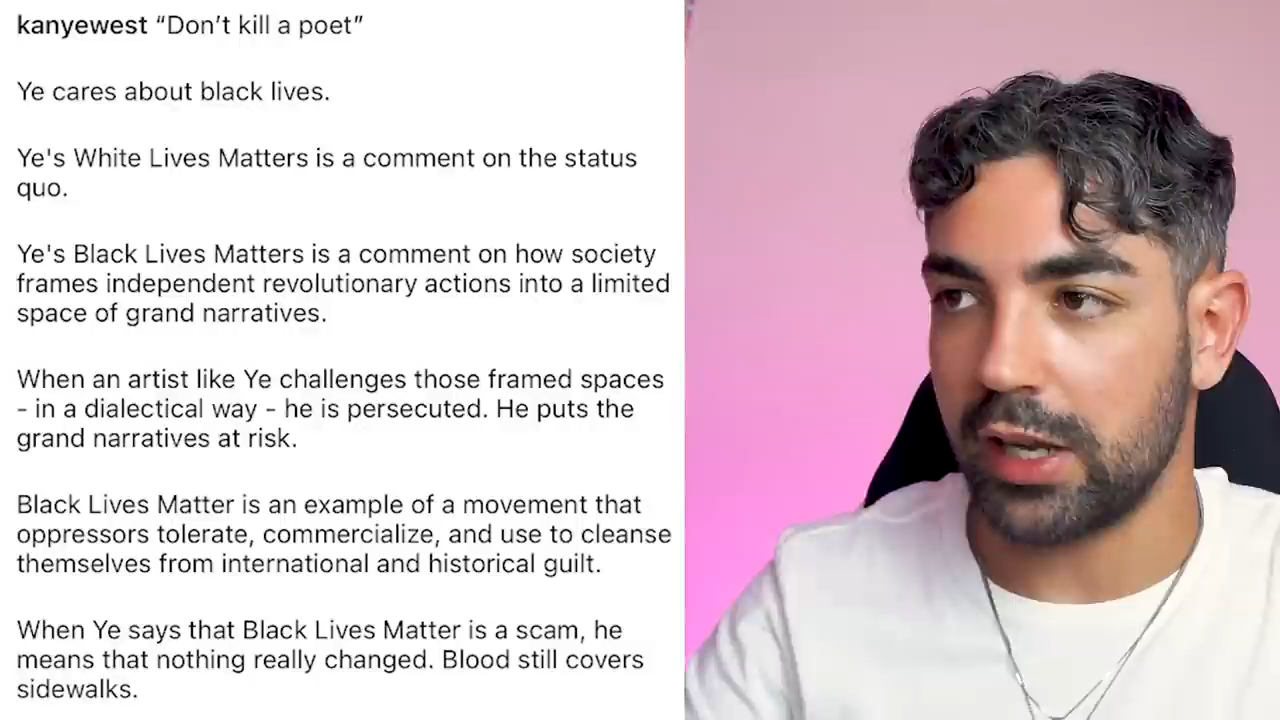 kanyewest “Don’t kill a poet”
Ye cares about black lives.
Ye's White Lives Matters is a comment on the status
quo.
Ye's Black Lives Matters is a comment on how society
frames independent revolutionary actions into a limited
space of grand narratives.
When an artist like Ye challenges those framed spaces
- in a dialectical way - he is persecuted. He puts the
grand narratives at risk.
Black Lives Matter is an example of a movement that
oppressors tolerate, commercialize, and use to cleanse
themselves from international and historical guilt.
When Ye says that Black Lives Matter is a scam, he
means that nothing really changed. Blood still covers
sidewalks.